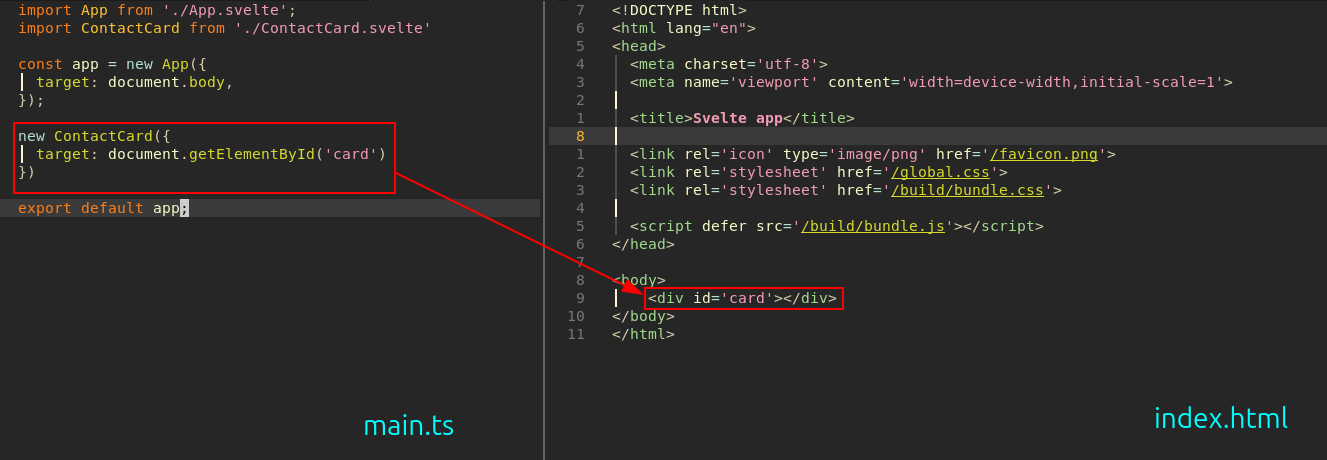 import App from './App.svelte';
import ContactCard from './ContactCard.svelte'
const app = new App({
target: document.body,
});
new ContactCard({
target: document.getElementById('card')
})
export default app;
main.ts
7 <!DOCTYPE html>
6 <html lang="en">
5 <head>
4 <meta charset='utf-8'>
3 <meta name='viewport' content='width=device-width,initial-scale=1'>
2
1 <title>Svelte app</title>
8
1 <link rel='icon' type='image/png' href='/favicon.png'>
2 <link rel='stylesheet' href='/global.css'>
3 <link rel='stylesheet' href='/build/bundle.css'>
4
5 <script defer src='/build/bundle.js'></script>
6 </head>
7
8 <body>
9 <div id='card'></div>
10 </body>
11 </html>
index.html